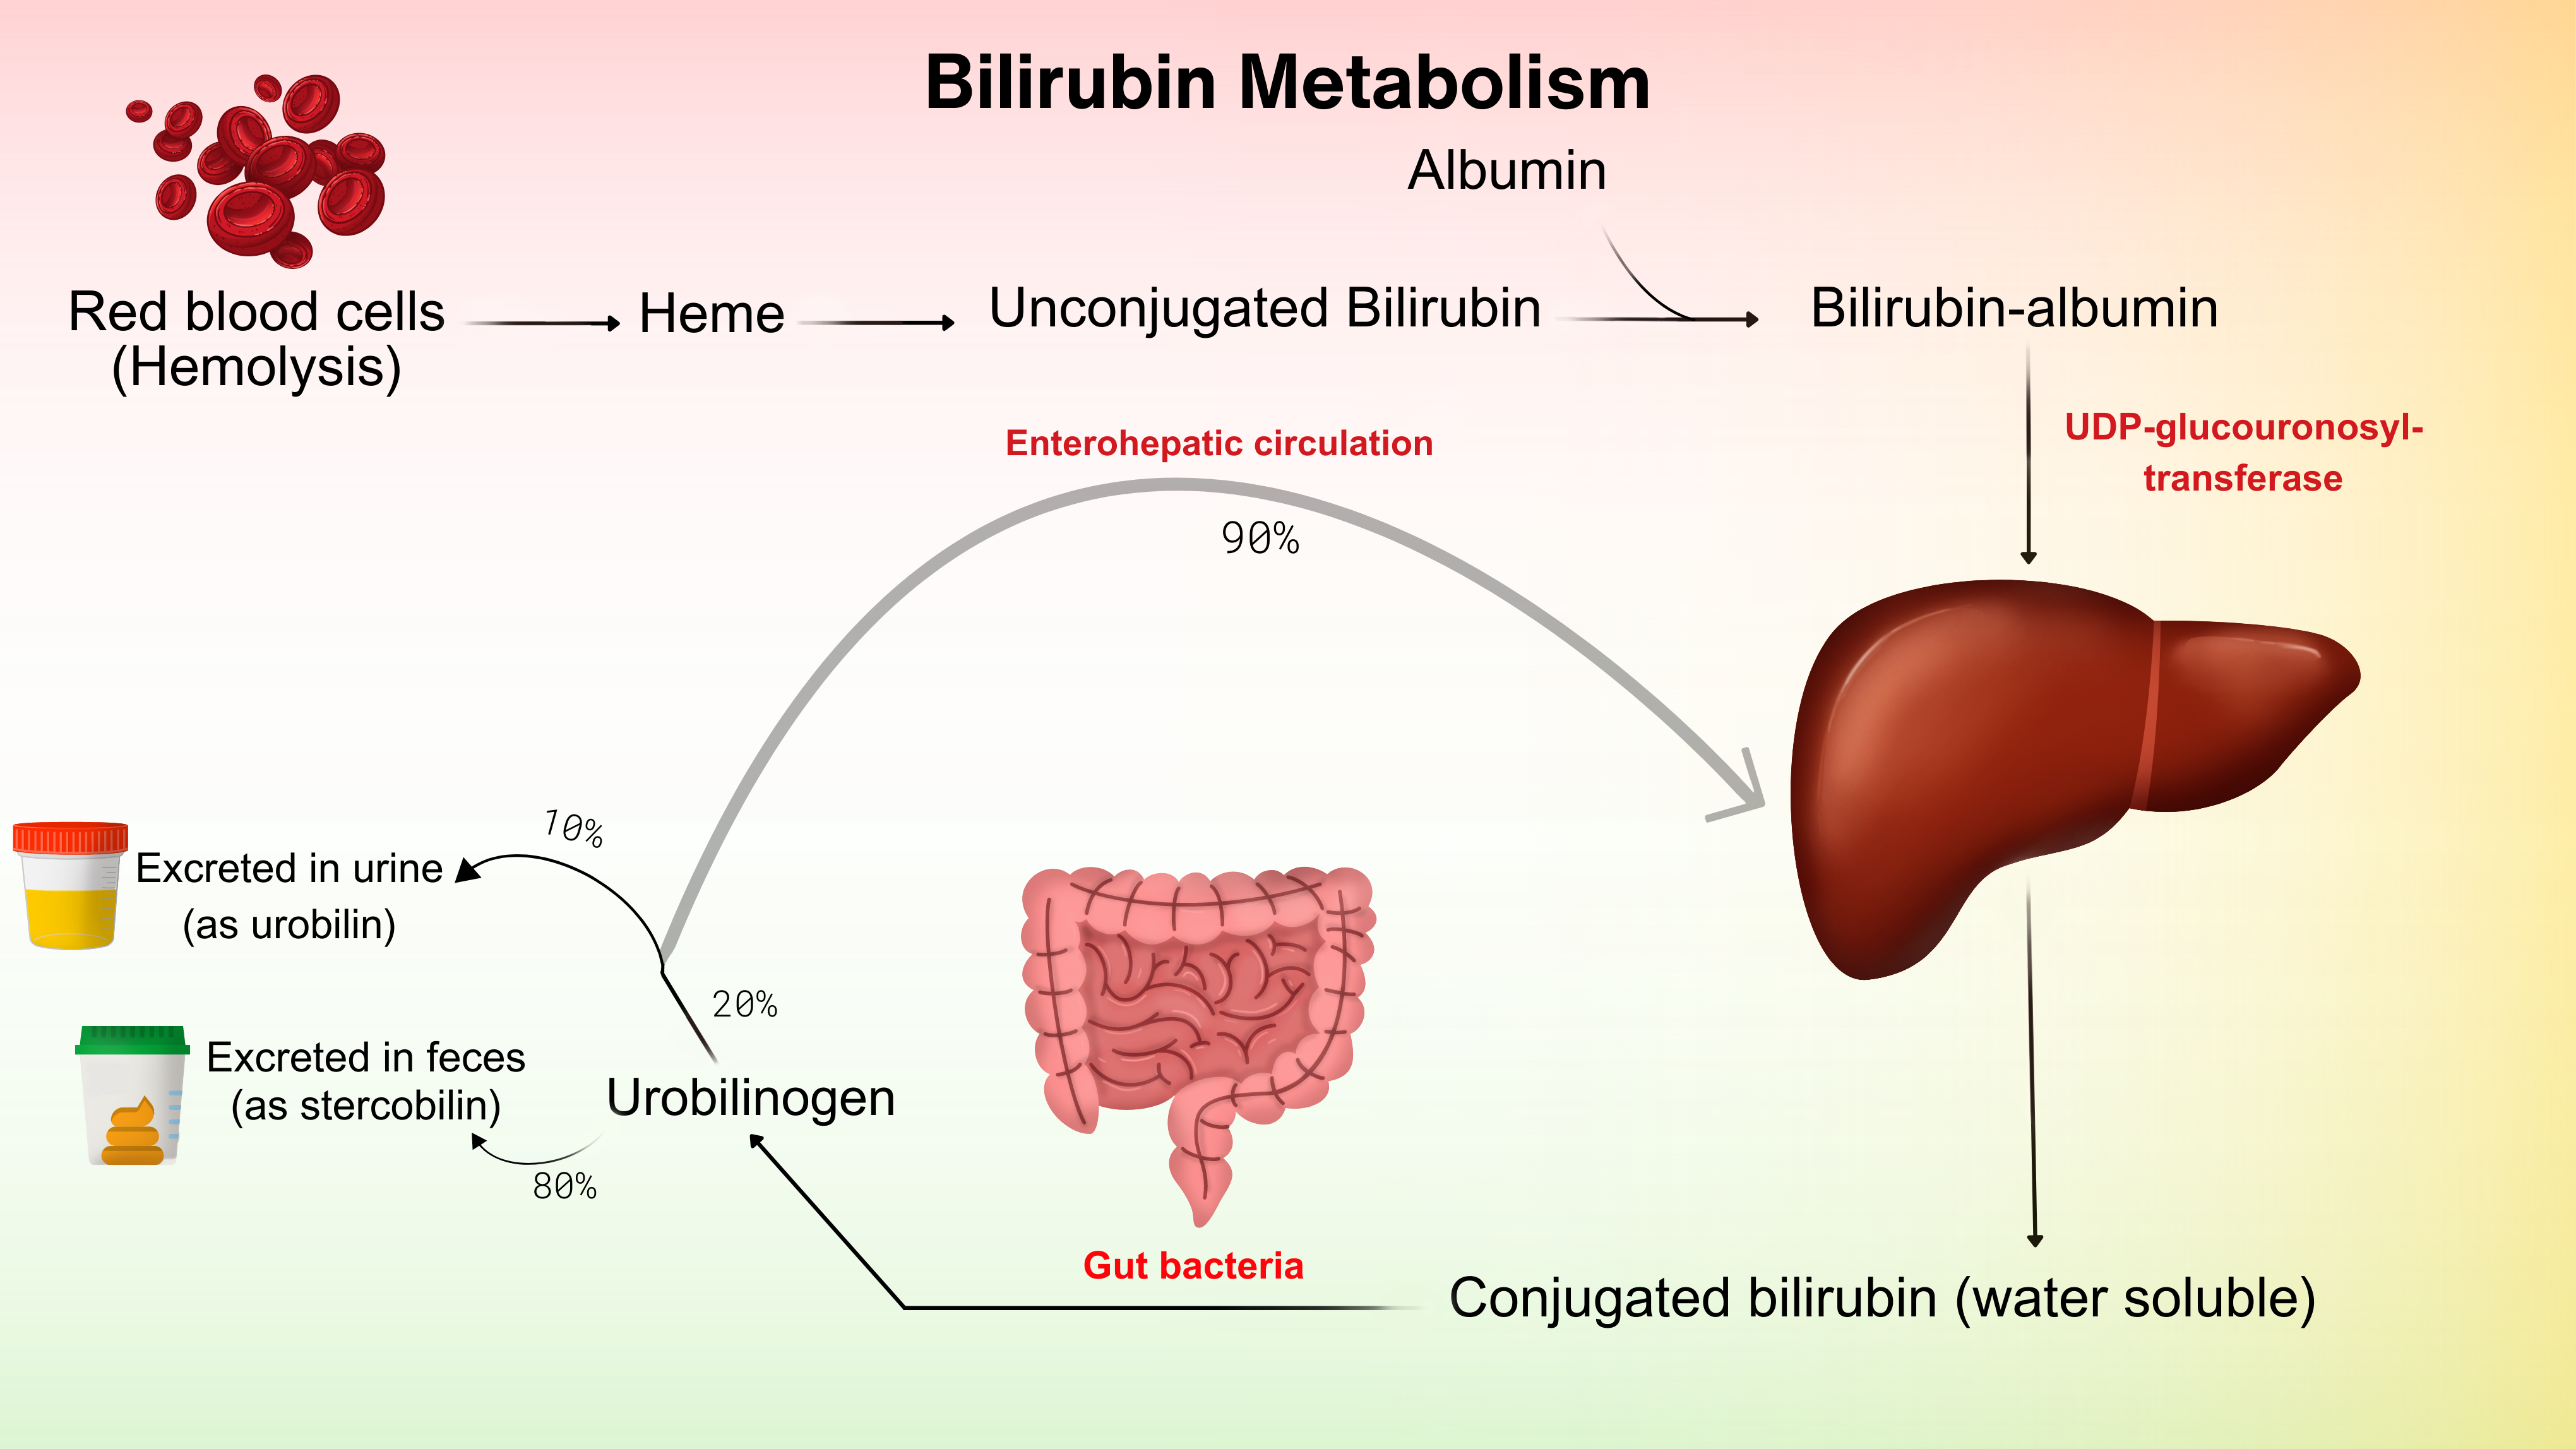 Bilirubin Metabolism
Albumin
Red blood cells
(Hemolysis)
Heme
Unconjugated Bilirubin
Bilirubin-albumin
UDP-glucouronosyl-
transferase
Enterohepatic circulation
90%
10%
Excreted in urine
(as urobilin)
20%
Excreted in feces
(as stercobilin)
Urobilinogen
80%
Gut bacteria
Conjugated bilirubin (water soluble)